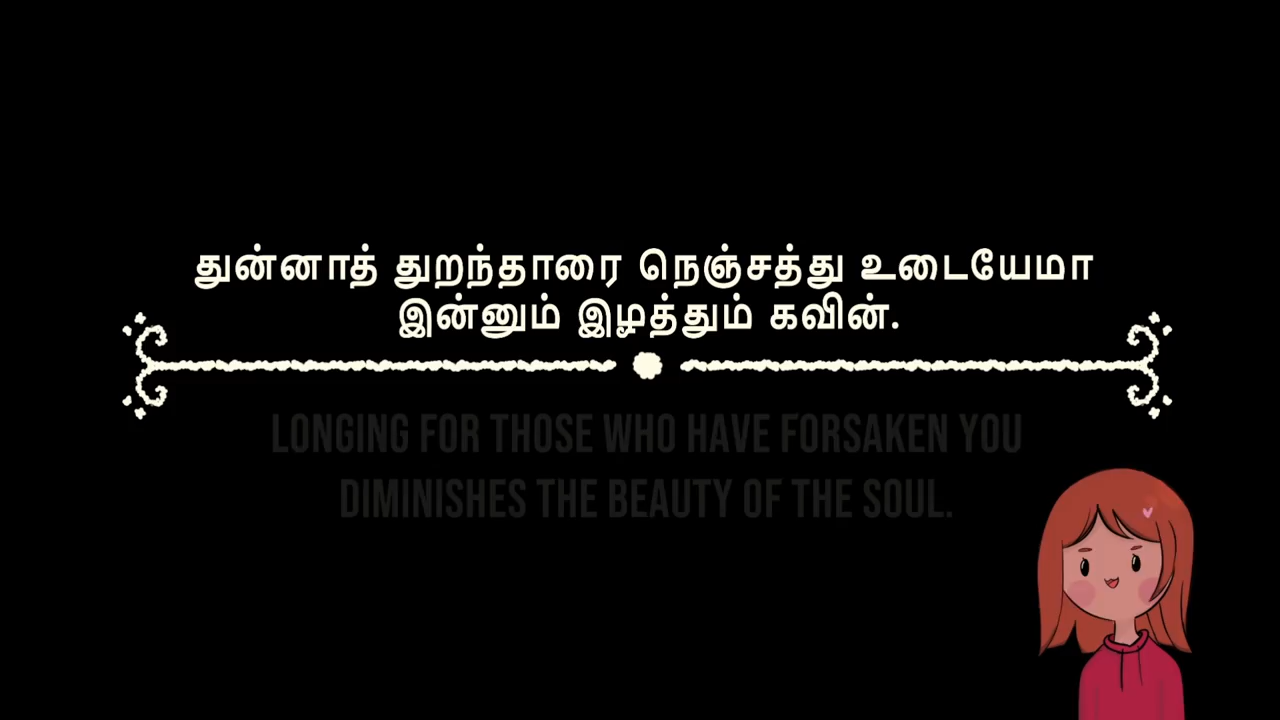 துன்னாத் துறந்தாரை நெஞ்சத்து உடையேமா
இன்னும் இழத்தும் கவின்.
LONGING FOR THOSE WHO HAVE FORSAKEN YOU
DIMINISHES THE BEAUTY OF THE SOUL.